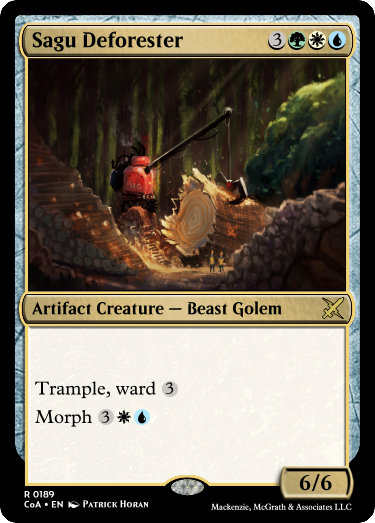 Sagu Deforester 3
Artifact Creature — Beast Golem
Trample, ward 3
Morph 3
6/6
R 0189
CoA • EN Patrick Horan
Mackenzie, McGrath & Associates LLC